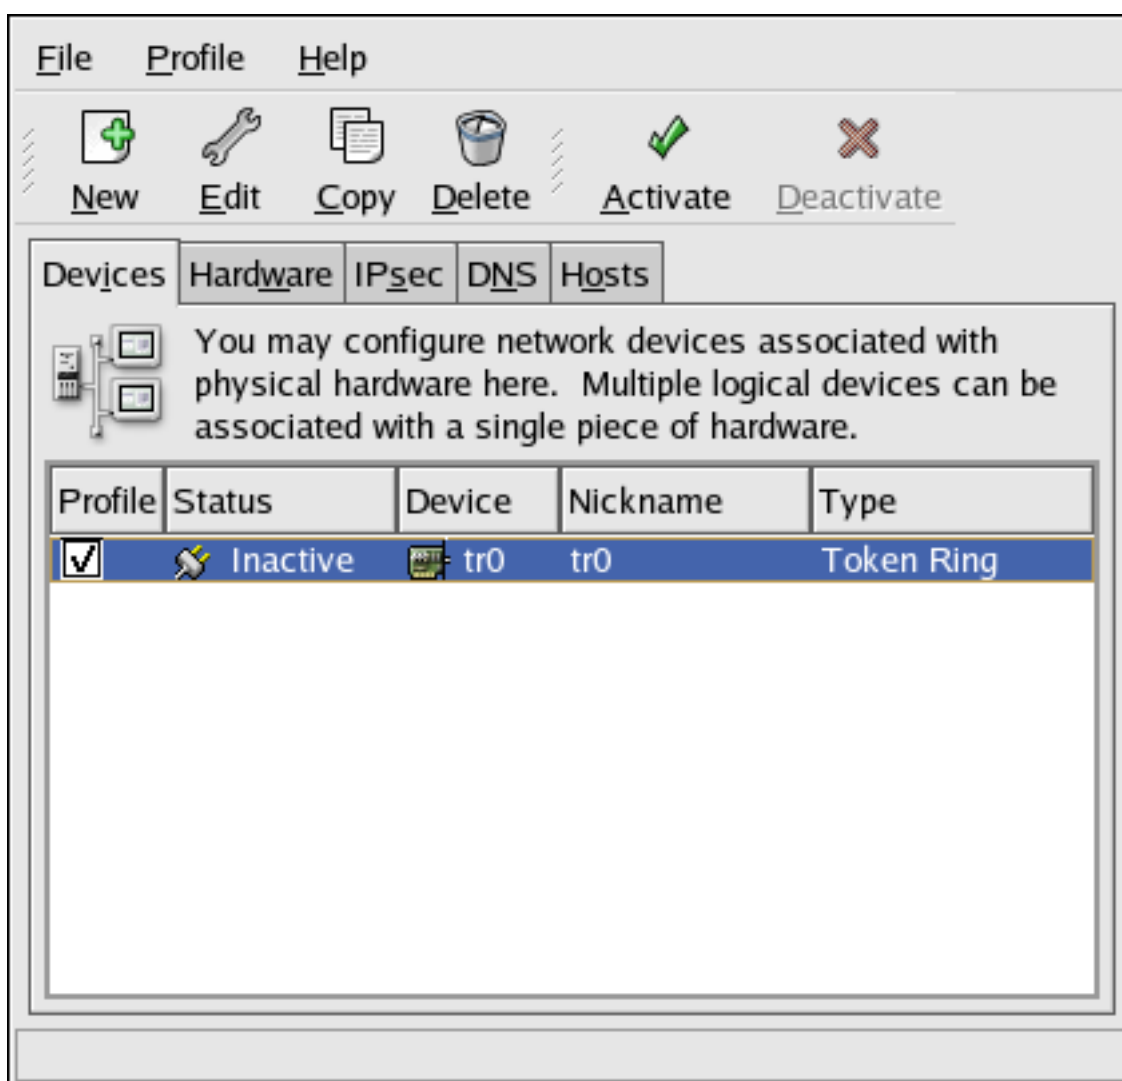 File Profile Help
New Edit Copy Delete Activate Deactivate
Devices Hardware IPsec DNS Hosts
You may configure network devices associated with
physical hardware here.  Multiple logical devices can be
associated with a single piece of hardware.
Profile Status Device Nickname Type
Inactive tr0 tr0 Token Ring